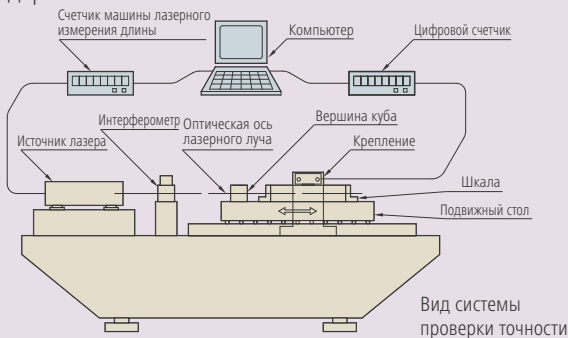 Счетчик машины лазерного
измерения длины
Компьютер
Цифровой счетчик
Интерферометр
Оптическая ось
лазерного луча
Вершина куба
Источник лазера
Крепление
Шкала
Подвижный стол
Вид системы
проверки точности